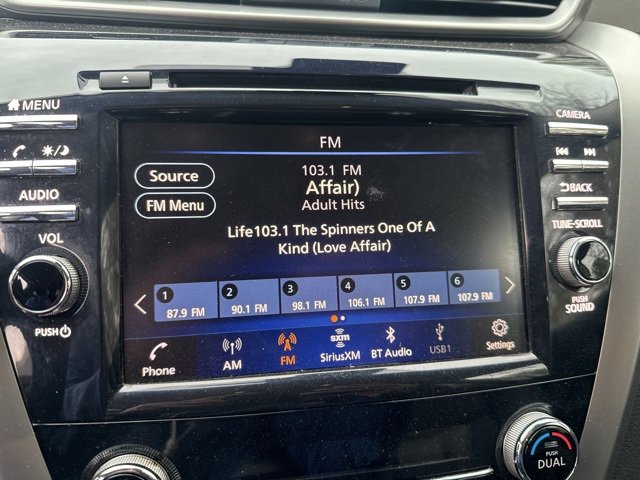 MENU
CAMERA
FM
Source
103.1 FM
Affair)
FM Menu
Adult Hits
BACK
AUDIO
TUNE·SCROLL
Life103.1 The Spinners One Of A
Kind (Love Affair)
VOL
1 2 3 4 5 6
87.9 FM 90.1 FM 98.1 FM 106.1 FM 107.9 FM 107.9 FM
PUSH
SOUND
PUSH
sxm
Phone AM FM SiriusXM BT Audio USB1 Settings
PUSH
DUAL